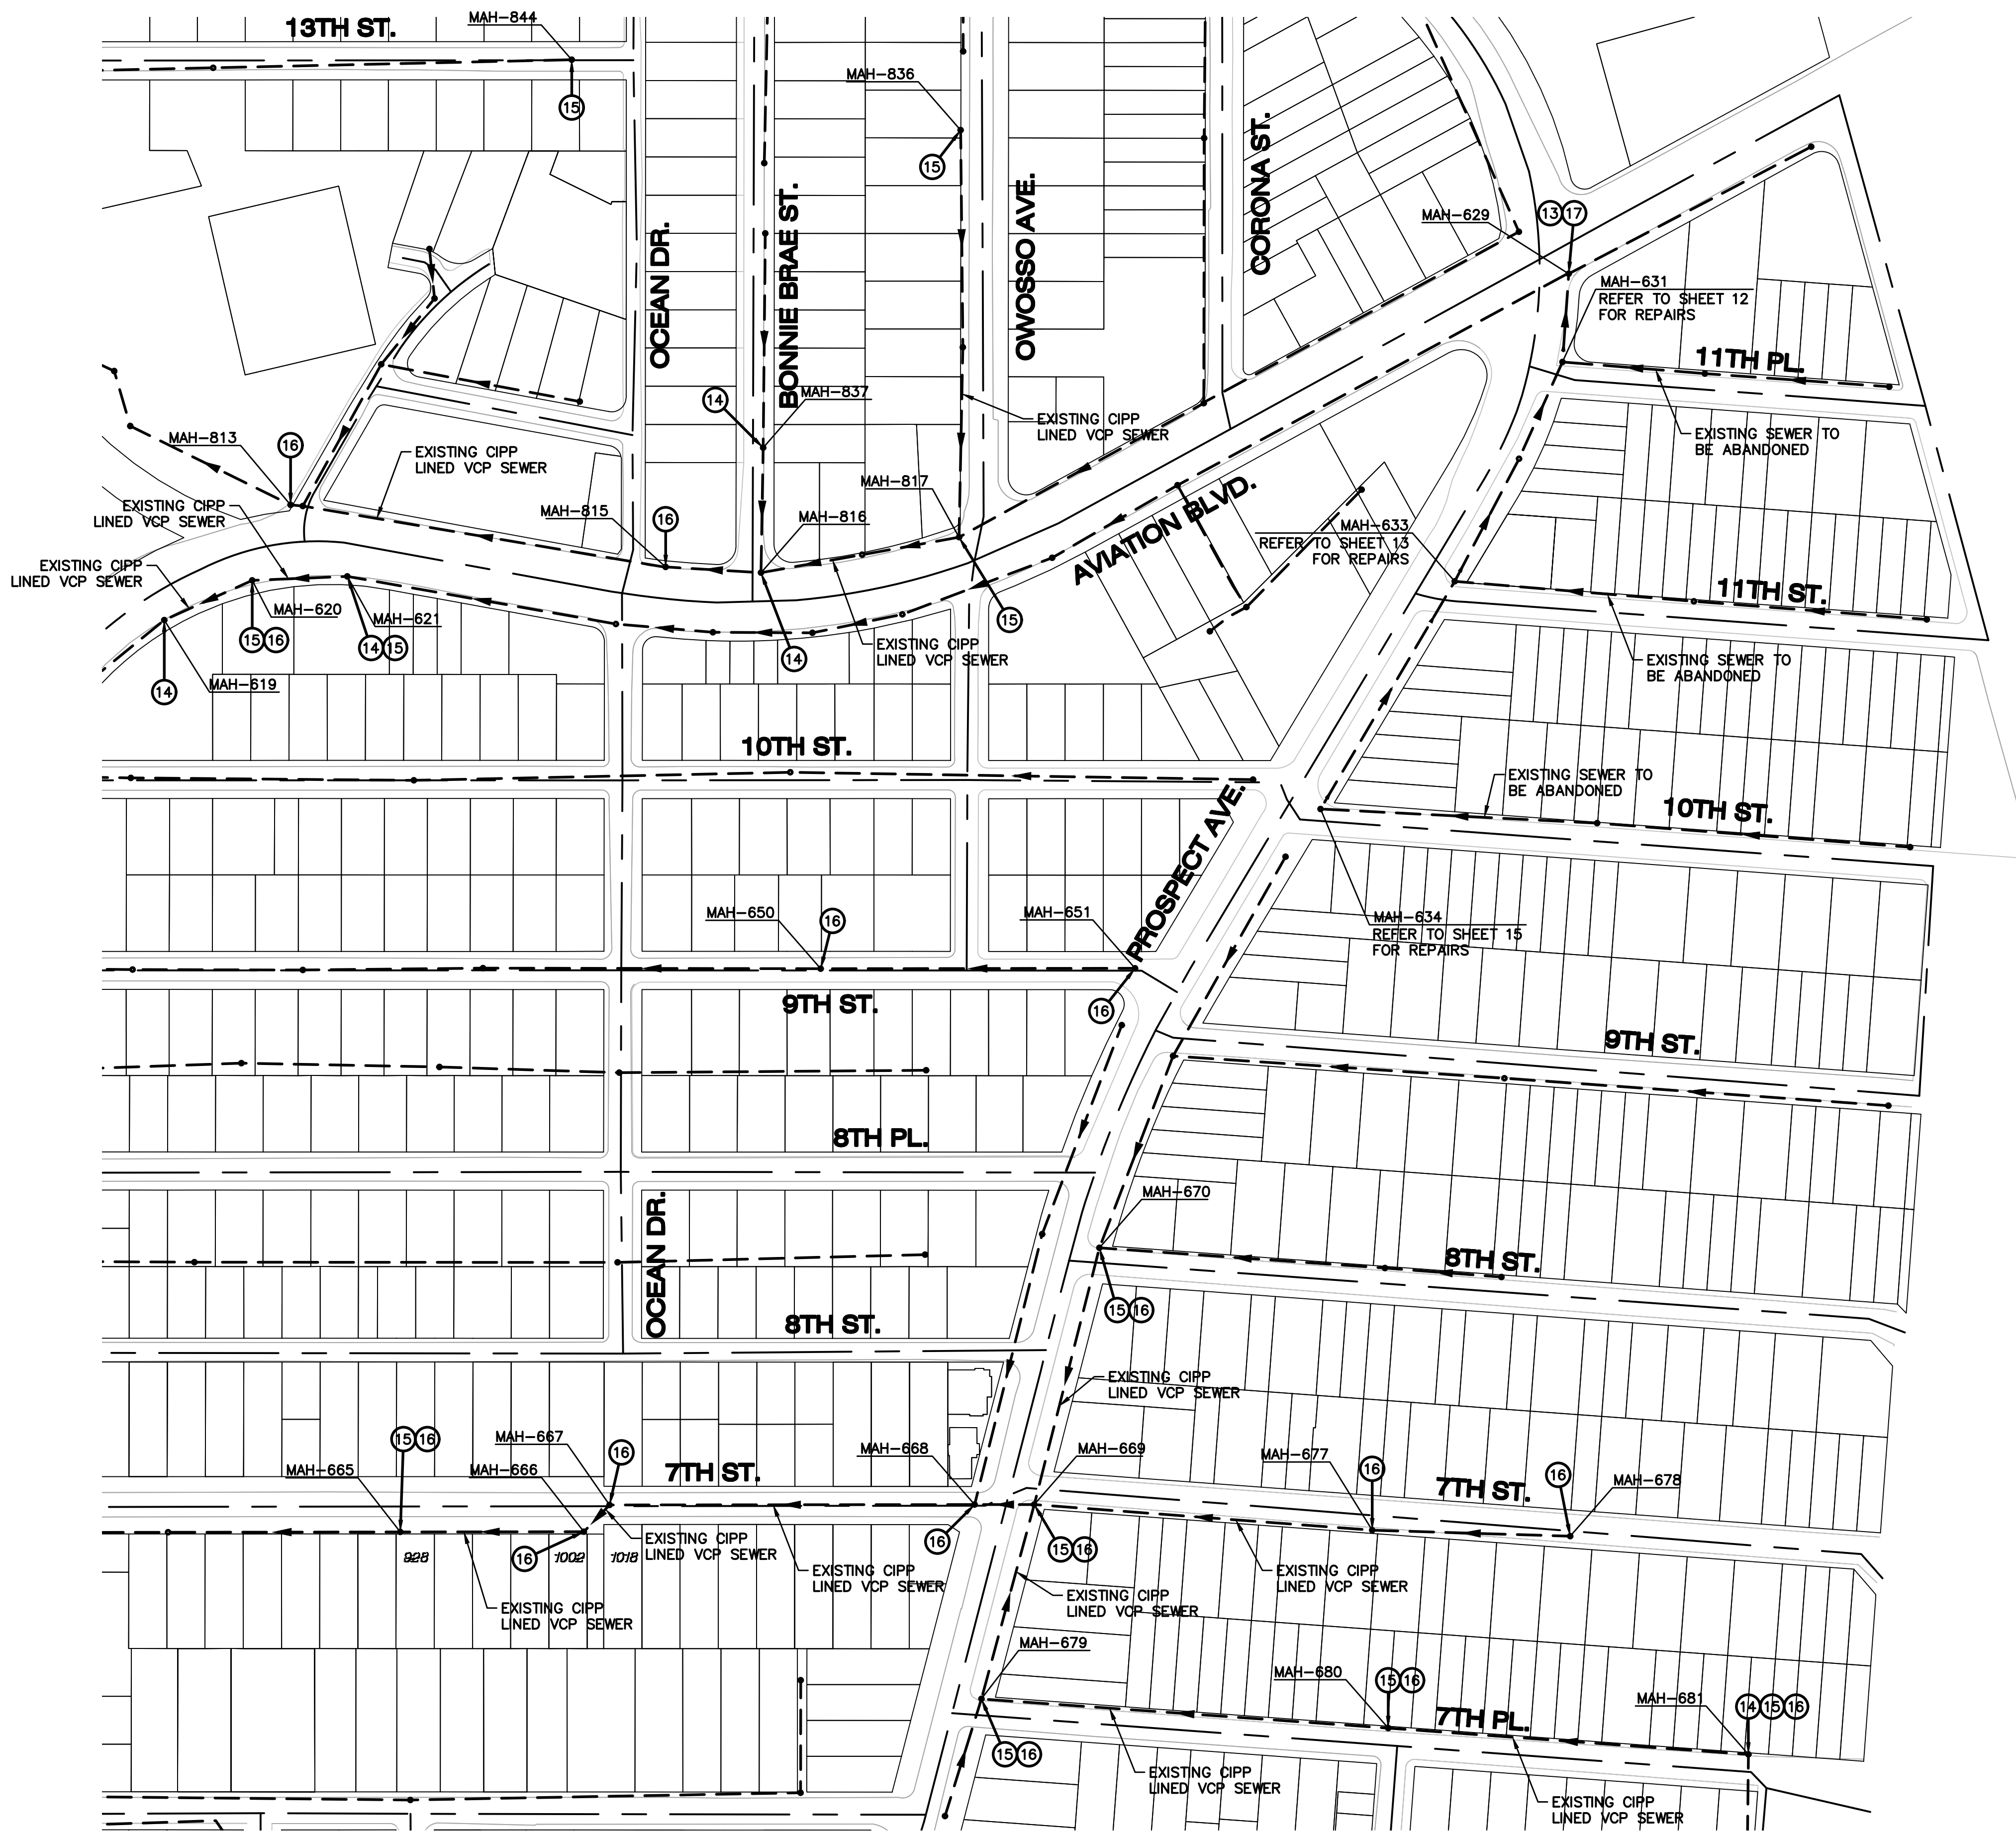 13TH ST.
MAH-844
15
MAH-836
15
OCEAN DR.
BONNIE BRAE ST.
OWOSSO AVE.
CORONA ST.
MAH-629
13
17
MAH-631
REFER TO SHEET 12
FOR REPAIRS
11TH PL.
14
MAH-837
EXISTING CIPP
LINED VCP SEWER
EXISTING SEWER TO
BE ABANDONED
MAH-813
16
EXISTING CIPP
LINED VCP SEWER
MAH-817
EXISTING CIPP
LINED VCP SEWER
MAH-815
16
MAH-816
AVIATION BLVD.
MAH-633
REFER TO SHEET 13
FOR REPAIRS
EXISTING CIPP
LINED VCP SEWER
11TH ST.
MAH-620
15
16
MAH-621
14
15
15
14
EXISTING CIPP
LINED VCP SEWER
EXISTING SEWER TO
BE ABANDONED
14
MAH-619
10TH ST.
EXISTING SEWER TO
BE ABANDONED
10TH ST.
PROSPECT AVE.
MAH-650
16
MAH-651
MAH-634
REFER TO SHEET 15
FOR REPAIRS
9TH ST.
16
9TH ST.
8TH PL.
MAH-670
OCEAN DR.
8TH ST.
15
16
8TH ST.
EXISTING CIPP
LINED VCP SEWER
15
16
MAH-667
16
MAH-668
MAH-669
MAH-677
16
16
MAH-678
MAH-665
MAH-666
7TH ST.
7TH ST.
928
16
1002
1018
EXISTING CIPP
LINED VCP SEWER
16
15
16
EXISTING CIPP
LINED VCP SEWER
EXISTING CIPP
LINED VCP SEWER
EXISTING CIPP
LINED VCP SEWER
EXISTING CIPP
LINED VCP SEWER
MAH-679
MAH-680
15
16
MAH-681
14
15
16
7TH PL.
15
16
EXISTING CIPP
LINED VCP SEWER
EXISTING CIPP
LINED VCP SEWER